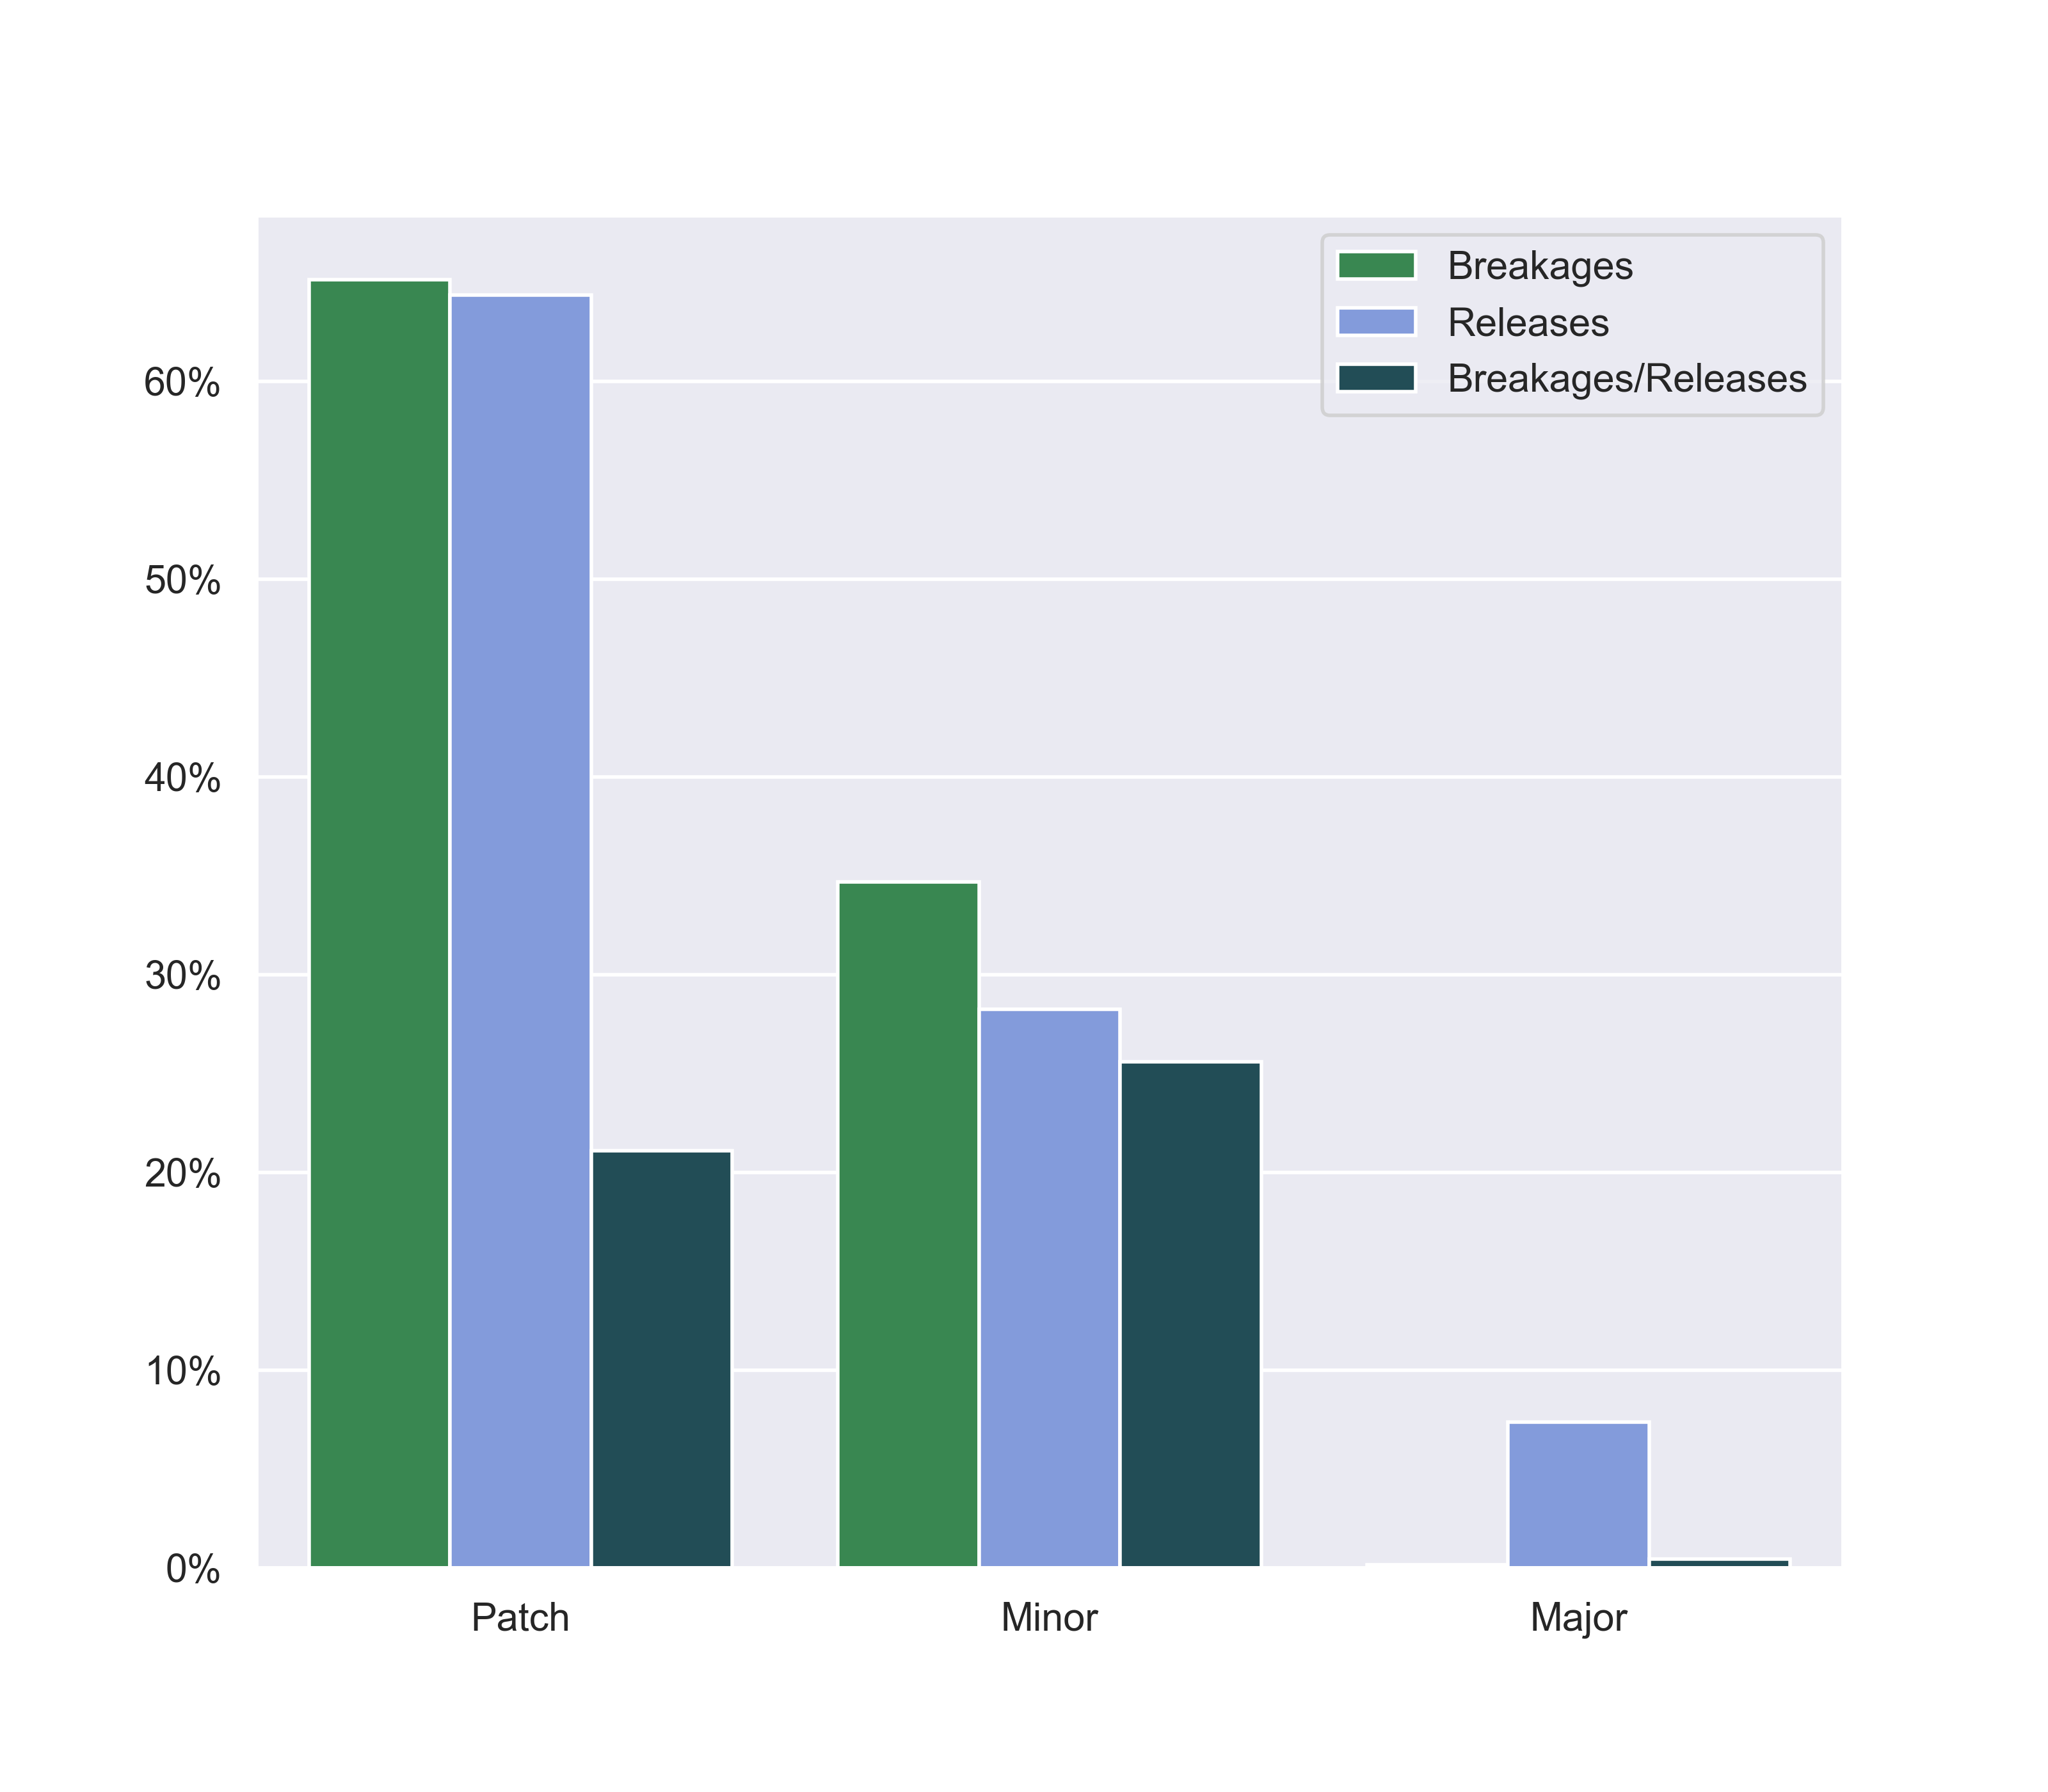 Breakages
Releases
Breakages/Releases
60%
50%
40%
30%
20%
10%
0%
Patch
Minor
Major